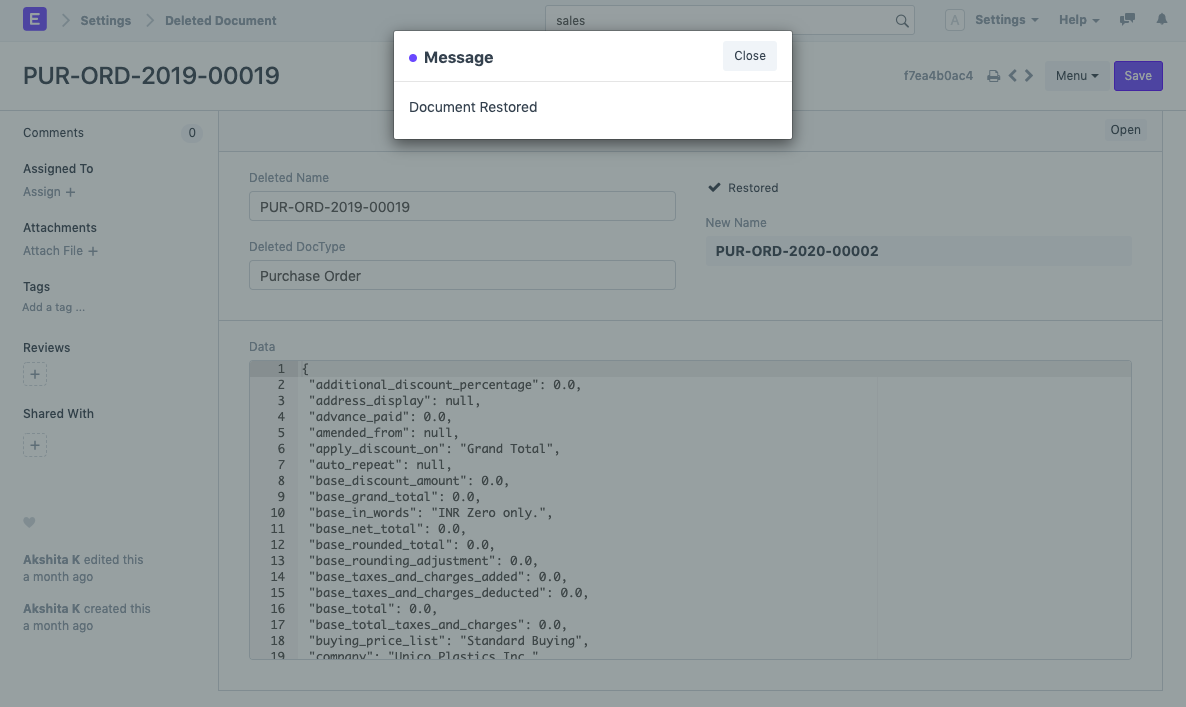 E Settings Deleted Document sales A Settings Help
Message Close
Document Restored
PUR-ORD-2019-00019 f7ea4b0ac4 Menu Save
Open
Comments 0
Assigned To
Assign +
Attachments
Attach File +
Tags
Add a tag ...
Reviews
+
Shared With
+
Akshita K edited this
a month ago
Akshita K created this
a month ago
Deleted Name
PUR-ORD-2019-00019
Deleted DocType
Purchase Order
Restored
New Name
PUR-ORD-2020-00002
Data
1 {
2 "additional_discount_percentage": 0.0,
3 "address_display": null,
4 "advance_paid": 0.0,
5 "amended_from": null,
6 "apply_discount_on": "Grand Total",
7 "auto_repeat": null,
8 "base_discount_amount": 0.0,
9 "base_grand_total": 0.0,
10 "base_in_words": "INR Zero only.",
11 "base_net_total": 0.0,
12 "base_rounded_total": 0.0,
13 "base_rounding_adjustment": 0.0,
14 "base_taxes_and_charges_added": 0.0,
15 "base_taxes_and_charges_deducted": 0.0,
16 "base_total": 0.0,
17 "base_total_taxes_and_charges": 0.0,
18 "buying_price_list": "Standard Buying",
19 "company": "Unico Plastics Inc."